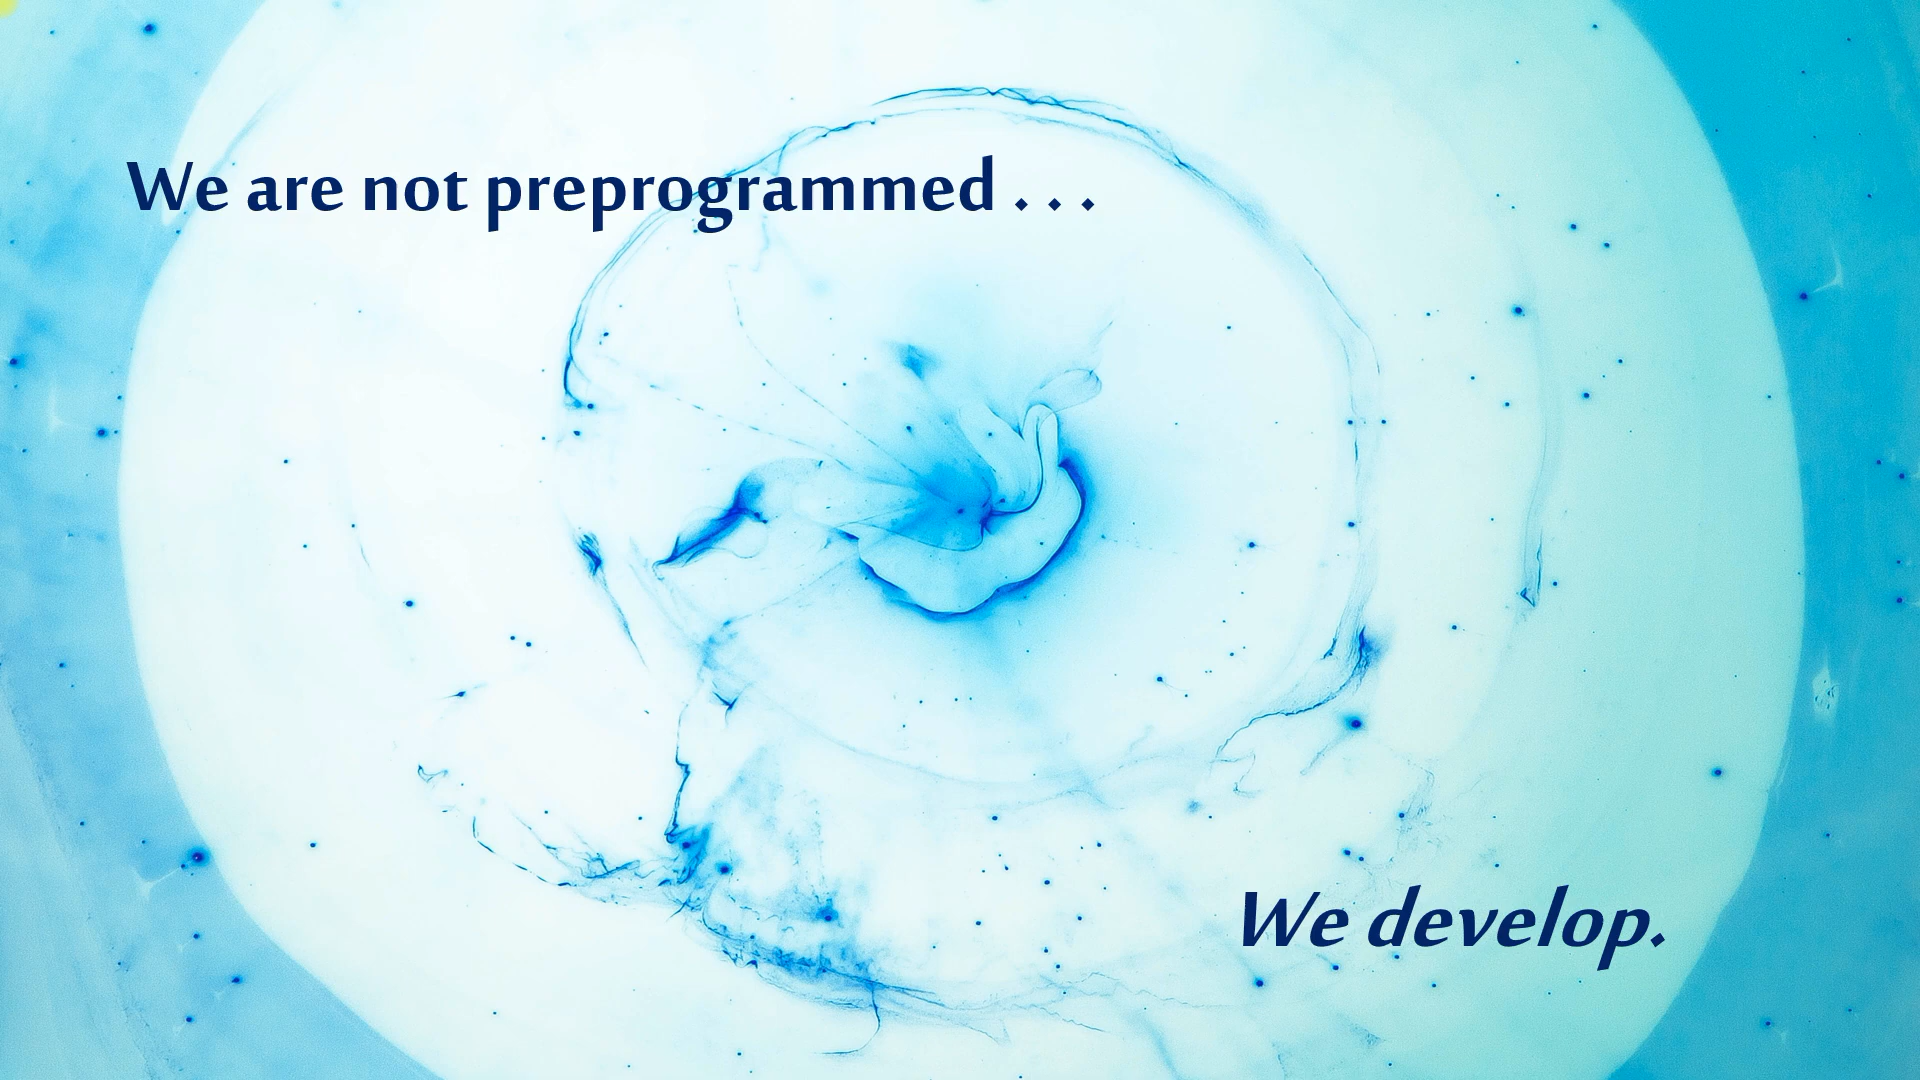 We are not preprogrammed . . .
We develop.